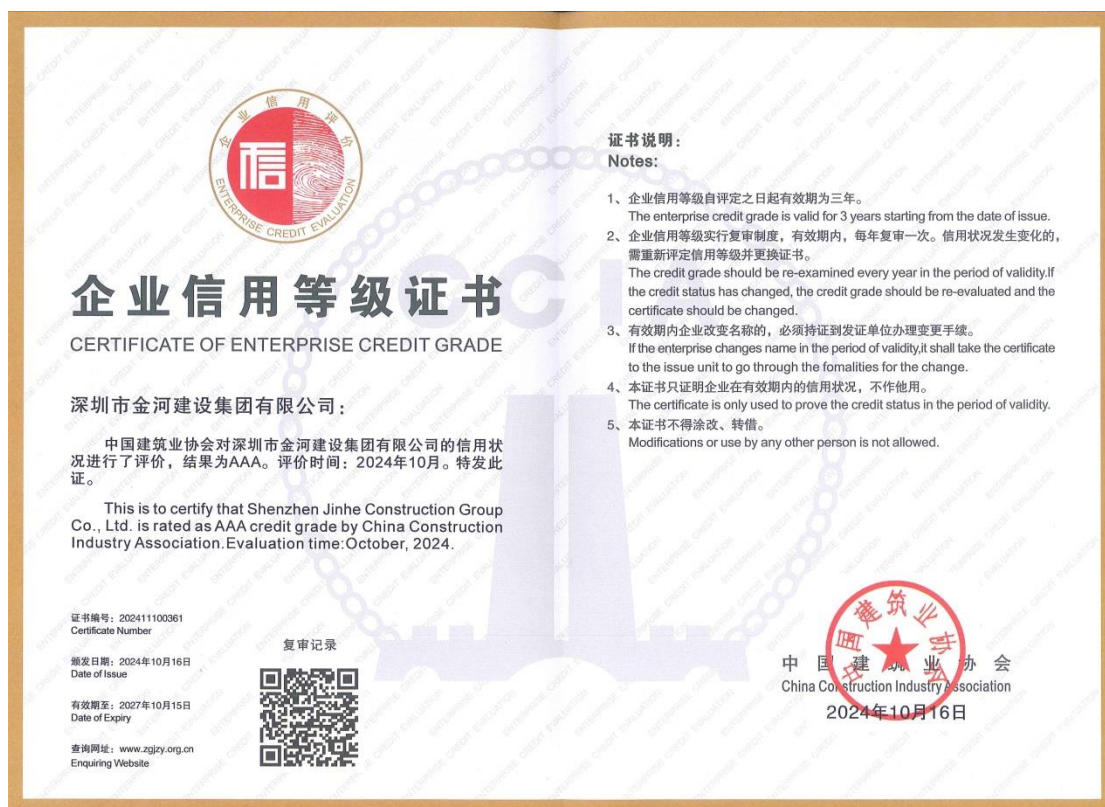 企业信用评价
信
ENTERPRISE CREDIT EVALUATION
企业信用等级证书
CERTIFICATE OF ENTERPRISE CREDIT GRADE
深圳市金河建设集团有限公司：
中国建筑业协会对深圳市金河建设集团有限公司的信用状
况进行了评价，结果为AAA。评价时间：2024年10月。特发此
证。
This is to certify that Shenzhen Jinhe Construction Group
Co., Ltd. is rated as AAA credit grade by China Construction
Industry Association.Evaluation time:October, 2024.
证书编号：202411100361
Certificate Number
颁发日期：2024年10月16日
Date of Issue
有效期至：2027年10月15日
Date of Expiry
查询网址：www.zgjzy.org.cn
Enquiring Website
复审记录
CCIA
证书说明：
Notes:
1、企业信用等级自评定之日起有效期为三年。
The enterprise credit grade is valid for 3 years starting from the date of issue.
2、企业信用等级实行复审制度，有效期内，每年复审一次。信用状况发生变化的，
需重新评定信用等级并更换证书。
The credit grade should be re-examined every year in the period of validity.If
the credit status has changed, the credit grade should be re-evaluated and the
certificate should be changed.
3、有效期内企业改变名称的，必须持证到发证单位办理变更手续。
If the enterprise changes name in the period of validity,it shall take the certificate
to the issue unit to go through the fomalities for the change.
4、本证书只证明企业在有效期内的信用状况，不作他用。
The certificate is only used to prove the credit status in the period of validity.
5、本证书不得涂改、转借。
Modifications or use by any other person is not allowed.
中国建筑业协会
中国建筑业协会
China Construction Industry Association
2024年10月16日